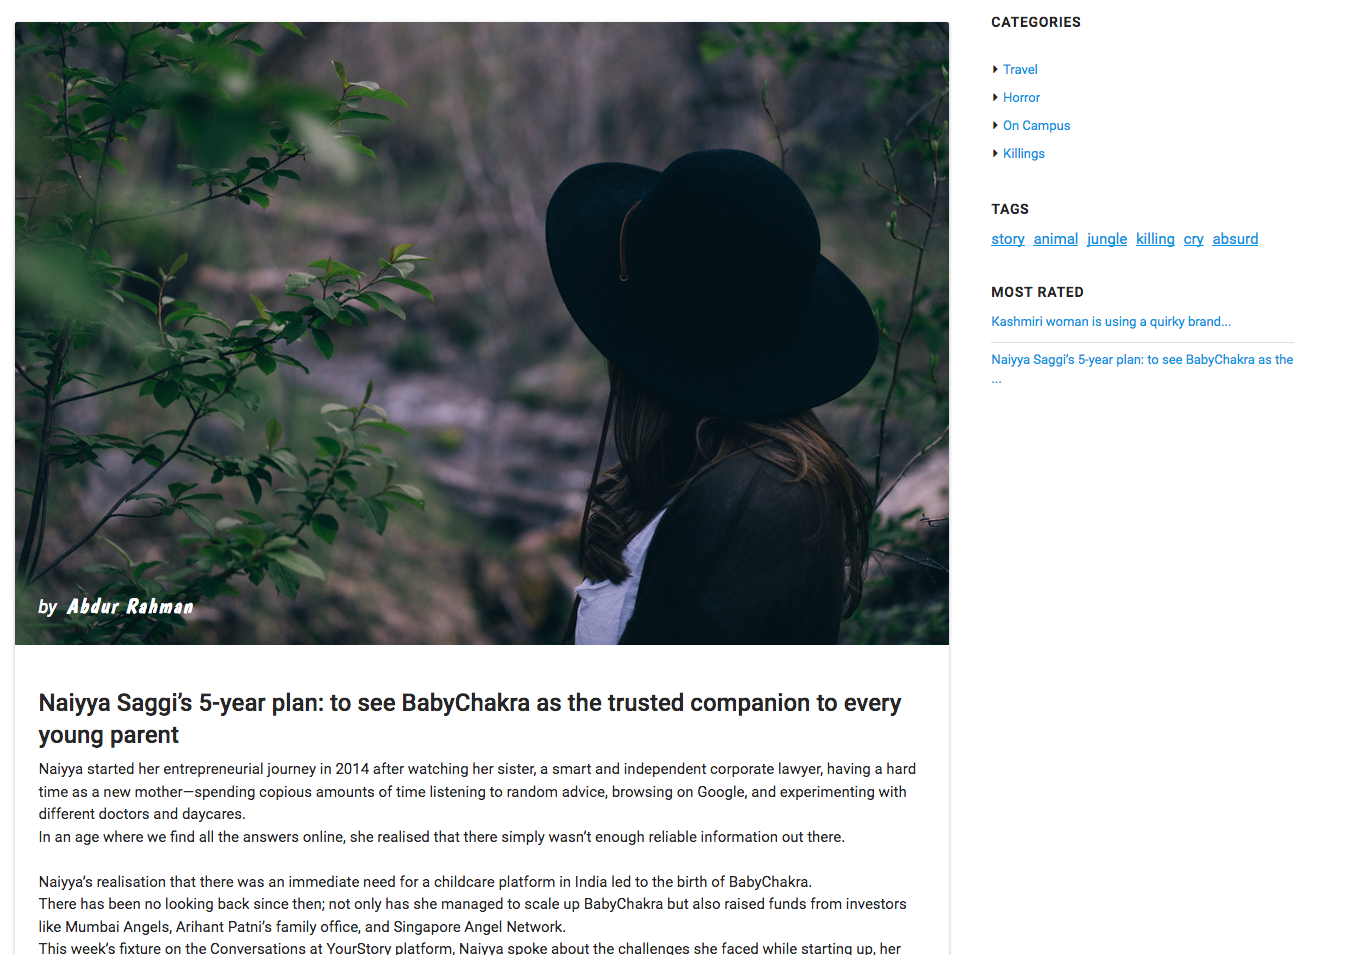 by Abdur Rahman
Naiyya Saggi’s 5-year plan: to see BabyChakra as the trusted companion to every
young parent
Naiyya started her entrepreneurial journey in 2014 after watching her sister, a smart and independent corporate lawyer, having a hard
time as a new mother—spending copious amounts of time listening to random advice, browsing on Google, and experimenting with
different doctors and daycares.
In an age where we find all the answers online, she realised that there simply wasn’t enough reliable information out there.
Naiyya’s realisation that there was an immediate need for a childcare platform in India led to the birth of BabyChakra.
There has been no looking back since then; not only has she managed to scale up BabyChakra but also raised funds from investors
like Mumbai Angels, Arihant Patni’s family office, and Singapore Angel Network.
This week’s fixture on the Conversations at YourStory platform, Naiyya spoke about the challenges she faced while starting up, her
CATEGORIES
Travel
Horror
On Campus
Killings
TAGS
story animal jungle killing cry absurd
MOST RATED
Kashmiri woman is using a quirky brand...
Naiyya Saggi’s 5-year plan: to see BabyChakra as the
...